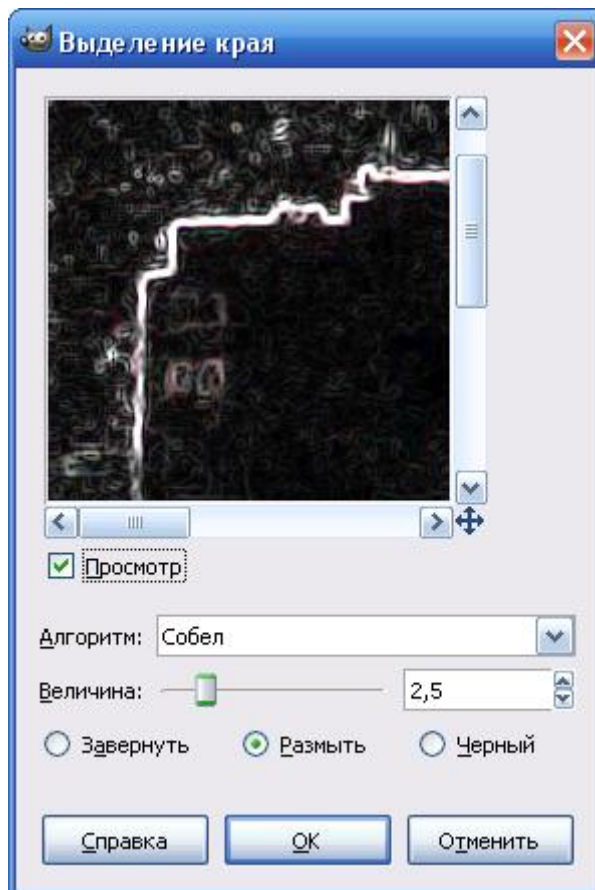 Выделение края
Просмотр
Алгоритм: Собел
Величина: 2,5
Завернуть Размыть Черный
Справка OK Отменить